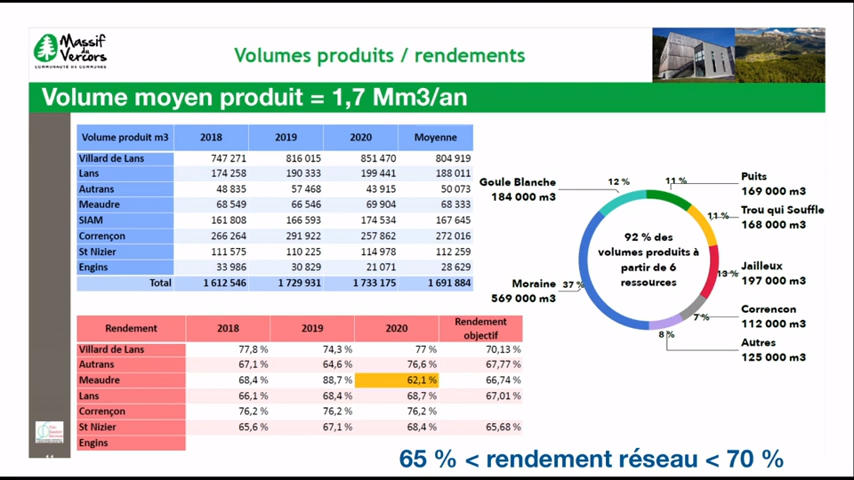 Massif
du
Vercors
COMMUNAUTÉ DE COMMUNES
Volumes produits / rendements
Volume moyen produit = 1,7 Mm3/an
Volume produit m3 2018 2019 2020 Moyenne
Villard de Lans 747 271 816 015 851 470 804 919
Lans 174 258 190 333 199 441 188 011
Autrans 48 835 57 468 43 915 50 073
Meaudre 68 549 66 546 69 904 68 333
SIAM 161 808 166 593 174 534 167 645
Corrençon 266 264 291 922 257 862 272 016
St Nizier 111 575 110 225 114 978 112 259
Engins 33 986 30 829 21 071 28 629
Total 1 612 546 1 729 931 1 733 175 1 691 884
Goule Blanche
184 000 m3
12 %
11 %
Puits
169 000 m3
Trou qui Souffle
168 000 m3
11 %
92 % des
volumes produits à
partir de 6
ressources
Jailleux
197 000 m3
13 %
Moraine
569 000 m3
37 %
Correncon
112 000 m3
7 %
Autres
125 000 m3
8 %
Rendement 2018 2019 2020 Rendement objectif
Villard de Lans 77,8 % 74,3 % 77 % 70,13 %
Autrans 67,1 % 64,6 % 76,6 % 67,77 %
Meaudre 68,4 % 88,7 % 62,1 % 66,74 %
Lans 66,1 % 68,4 % 68,7 % 67,01 %
Corrençon 76,2 % 76,2 % 76,2 %
St Nizier 65,6 % 67,1 % 68,4 % 65,68 %
Engins
65 % < rendement réseau < 70 %